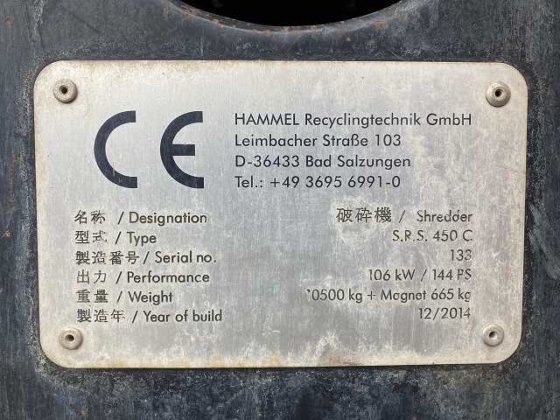 CE
HAMMEL Recyclingtechnik GmbH
Leimbacher Straße 103
D-36433 Bad Salzungen
Tel.: +49 3695 6991-0
名称 / Designation 破砕機 / Shredder
型式 / Type S.R.S. 450 C
製造番号 / Serial no. 133
出力 / Performance 106 kW / 144 PS
重量 / Weight 10500 kg + Magnet 665 kg
製造年 / Year of build 12/2014